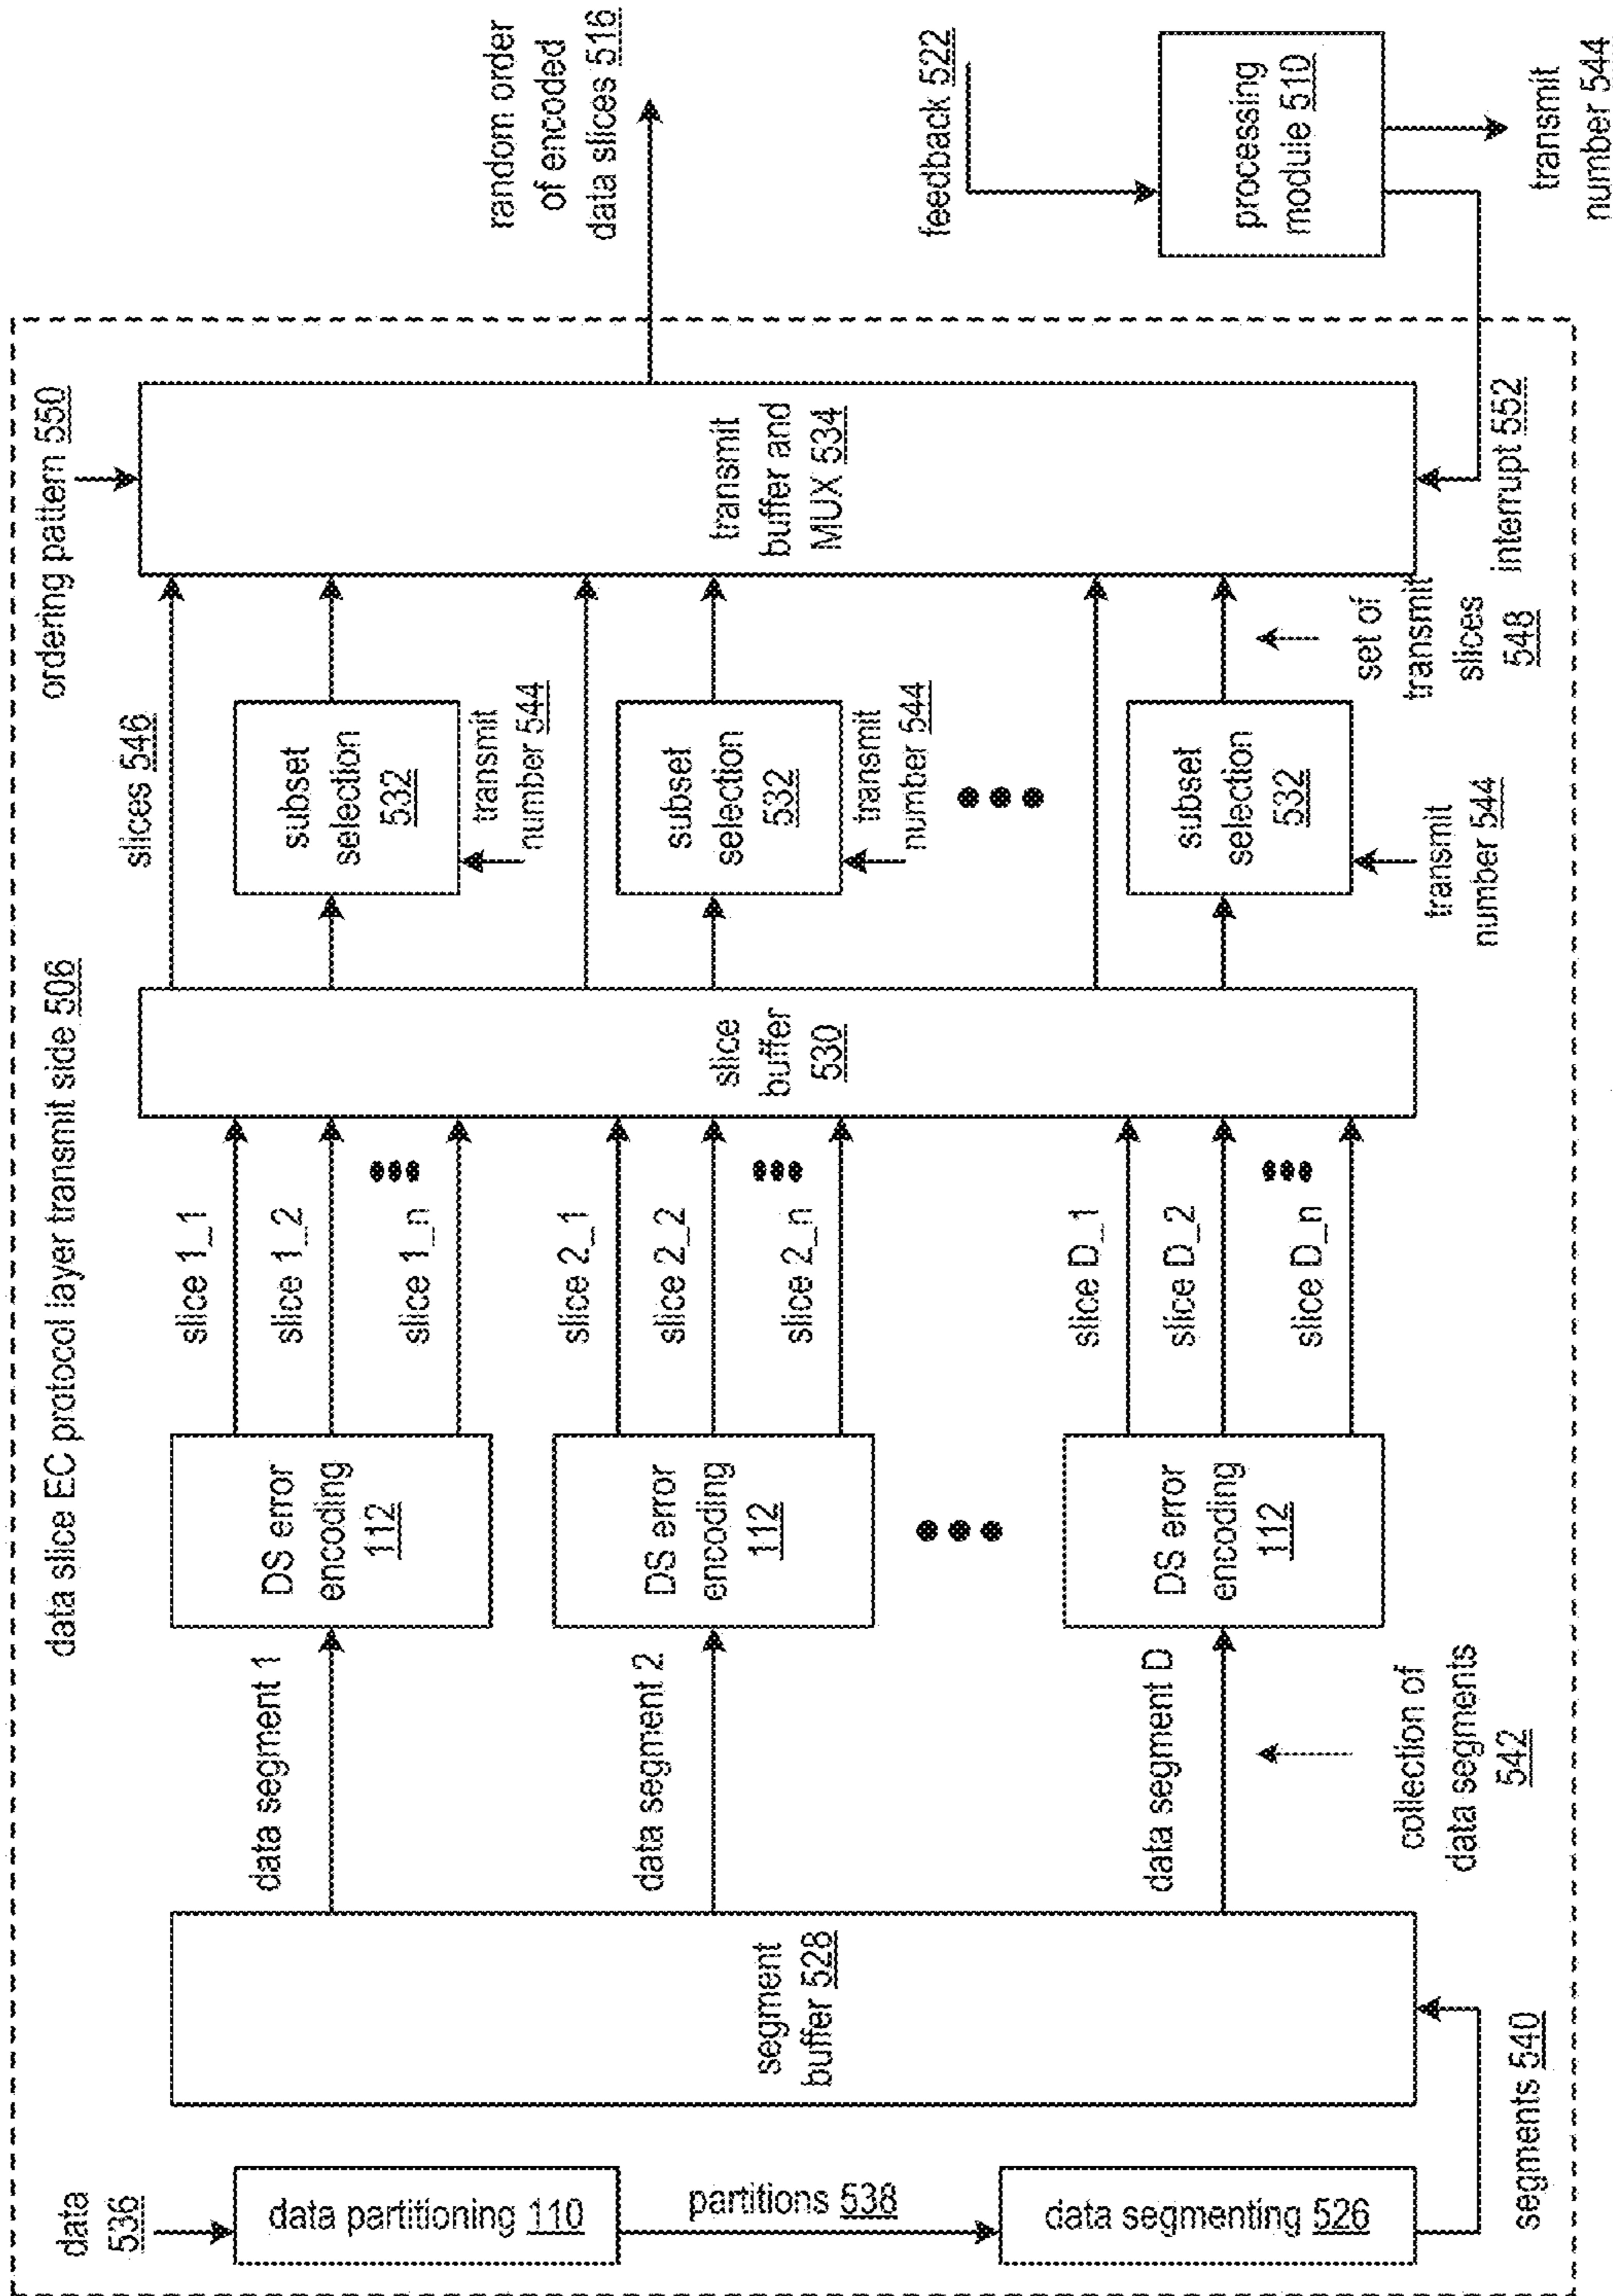 data slice EC protocol layer transmit side 506
data
536
data partitioning 110
partitions 538
data segmenting 526
segments 540
segment
buffer 528
data segment 1
data segment 2
data segment D
collection of
data segments
542
DS error
encoding
112
DS error
encoding
112
DS error
encoding
112
slice 1_1
slice 1_2
slice 1_n
slice 2_1
slice 2_2
slice 2_n
slice D_1
slice D_2
slice D_n
slice
buffer
530
slices 546
subset
selection
532
transmit
number 544
subset
selection
532
transmit
number 544
subset
selection
532
transmit
number 544
set of
transmit
slices
548
ordering pattern 550
transmit
buffer and
MUX 534
interrupt 552
random order
of encoded
data slices 516
feedback 522
processing
module 510
transmit
number 544